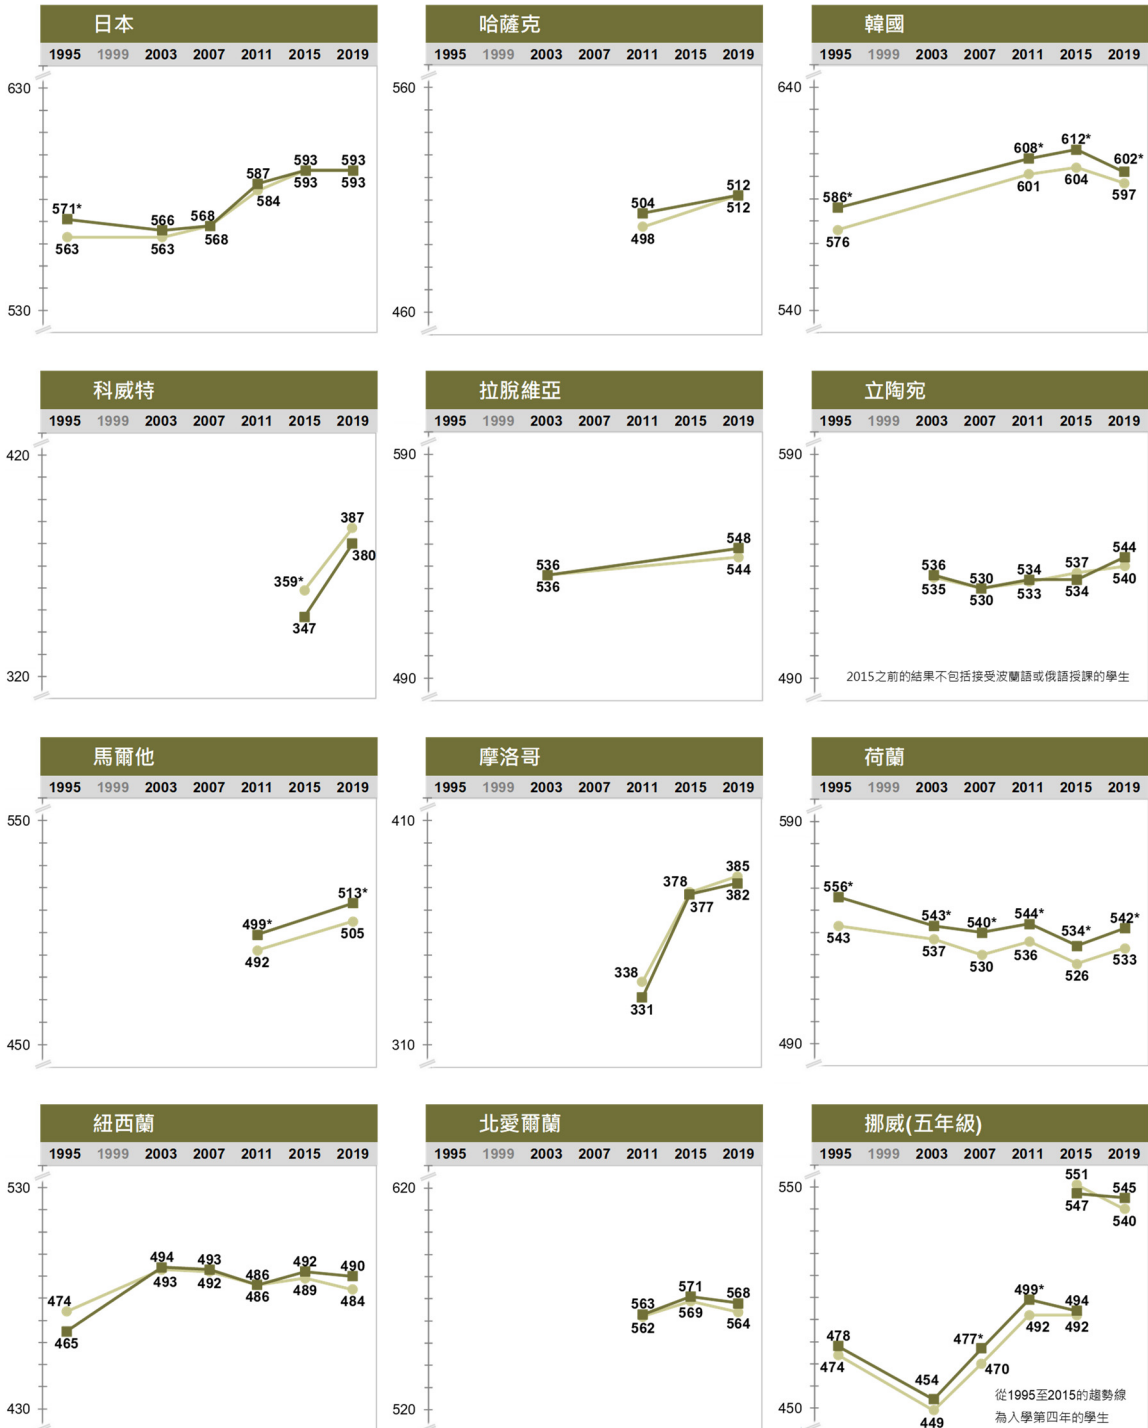 日本
1995 1999 2003 2007 2011 2015 2019
630
593 593
587
593 593
584
571*
566 568
563 563 568
530
哈薩克
1995 1999 2003 2007 2011 2015 2019
560
512
504
512
498
460
韓國
1995 1999 2003 2007 2011 2015 2019
640
612*
608*
602*
604
601
597
586*
576
540
科威特
1995 1999 2003 2007 2011 2015 2019
420
387
359*
380
347
320
拉脫維亞
1995 1999 2003 2007 2011 2015 2019
590
548
536
544
536
490
立陶宛
1995 1999 2003 2007 2011 2015 2019
590
544
536 530 534 537
540
535 530 533 534
2015之前的結果不包括接受波蘭語或俄語授課的學生
490
馬爾他
1995 1999 2003 2007 2011 2015 2019
550
513*
499*
505
492
450
摩洛哥
1995 1999 2003 2007 2011 2015 2019
410
385
378
382
377
338
331
310
荷蘭
1995 1999 2003 2007 2011 2015 2019
590
556*
543* 540* 544* 534* 542*
543 537 530 536 526 533
490
紐西蘭
1995 1999 2003 2007 2011 2015 2019
530
494 493 486 492 490
493 492 486 489 484
474
465
430
北愛爾蘭
1995 1999 2003 2007 2011 2015 2019
620
563 571 568
562 569 564
520
挪威(五年級)
1995 1999 2003 2007 2011 2015 2019
551
550
545
547
540
499*
494
492 492
478
477*
474
470
454
449
從1995至2015的趨勢線
為入學第四年的學生
450